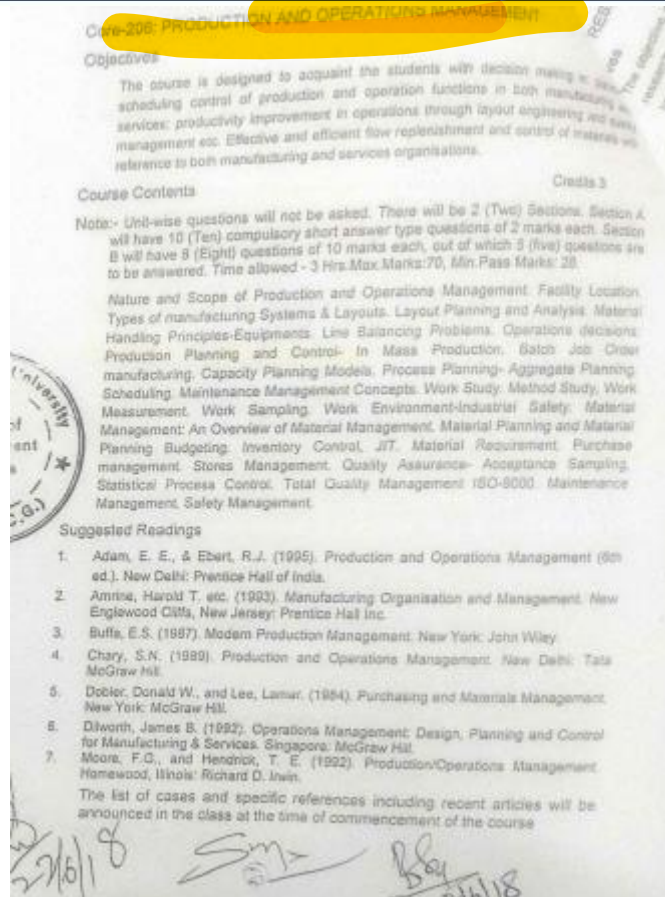 Core-206: PRODUCTION AND OPERATIONS MANAGEMENT
Objectives
The course is designed to acquaint the students with decision making in
scheduling control of production and operation functions in both manufacturing
services; productivity improvement in operations through layout engineering and
management etc. Effective and efficient flow replenishment and control of materials
reference to both manufacturing and services organisations.
Credits 3
Course Contents
Note:- Unit-wise questions will not be asked. There will be 2 (Two) Sections. Section A
will have 10 (Ten) compulsory short answer type questions of 2 marks each. Section
B will have 8 (Eight) questions of 10 marks each, out of which 5 (five) questions are
to be answered. Time allowed - 3 Hrs. Max. Marks:70, Min. Pass Marks: 28.
Nature and Scope of Production and Operations Management. Facility Location.
Types of manufacturing Systems & Layouts. Layout Planning and Analysis. Material
Handling Principles-Equipments. Line Balancing Problems. Operations decisions
Production Planning and Control- In Mass Production. Batch Job Order
manufacturing. Capacity Planning Models. Process Planning- Aggregate Planning
Scheduling. Maintenance Management Concepts. Work Study. Method Study, Work
Measurement. Work Sampling. Work Environment-Industrial Safety. Material
Management: An Overview of Material Management. Material Planning and Material
Planning Budgeting. Inventory Control, JIT. Material Requirement. Purchase
management. Stores Management. Quality Assurance- Acceptance Sampling,
Statistical Process Control. Total Quality Management ISO-9000. Maintenance
Management. Safety Management.
Suggested Readings
1. Adam, E. E., & Ebert, R.J. (1995). Production and Operations Management (6th
ed.). New Delhi: Prentice Hall of India.
2. Amrine, Harold T. etc. (1993). Manufacturing Organisation and Management. New
Englewood Cliffs, New Jersey: Prentice Hall Inc.
3. Buffa, E.S. (1987). Modern Production Management. New York: John Wiley
4. Chary, S.N. (1989). Production and Operations Management. New Delhi: Tata
McGraw Hill.
5. Dobler, Donald W., and Lee, Lamar. (1984). Purchasing and Materials Management.
New York: McGraw Hill.
6. Dilworth, James B. (1992). Operations Management: Design, Planning and Control
for Manufacturing & Services. Singapore: McGraw Hill.
7. Moore, F.G., and Hendrick, T. E. (1992). Production/Operations Management.
Homewood, Illinois: Richard D. Irwin.
The list of cases and specific references including recent articles will be
announced in the class at the time of commencement of the course